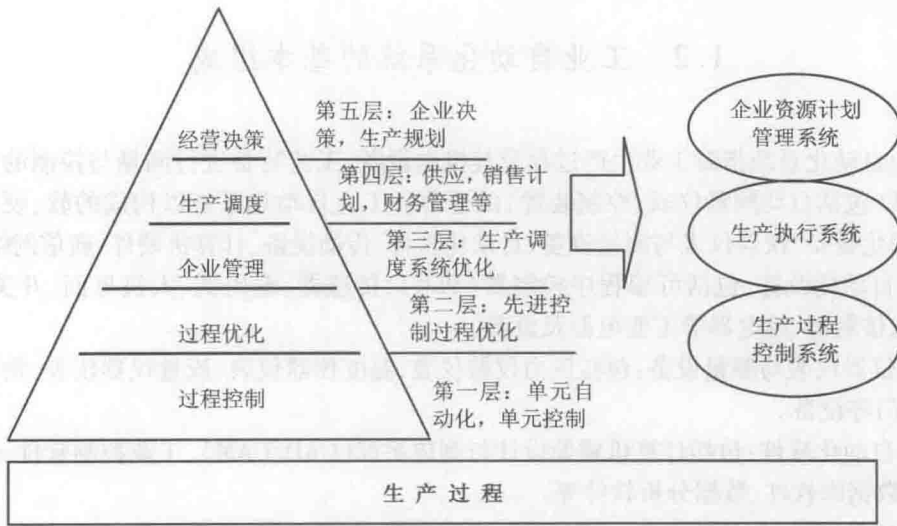 经营决策
生产调度
企业管理
过程优化
过程控制
第五层：企业决
策，生产规划
第四层：供应，销售计
划，财务管理等
第三层：生产调
度系统优化
第二层：先进控
制过程优化
第一层：单元自
动化，单元控制
企业资源计划
管理系统
生产执行系统
生产过程
控制系统
生产过程